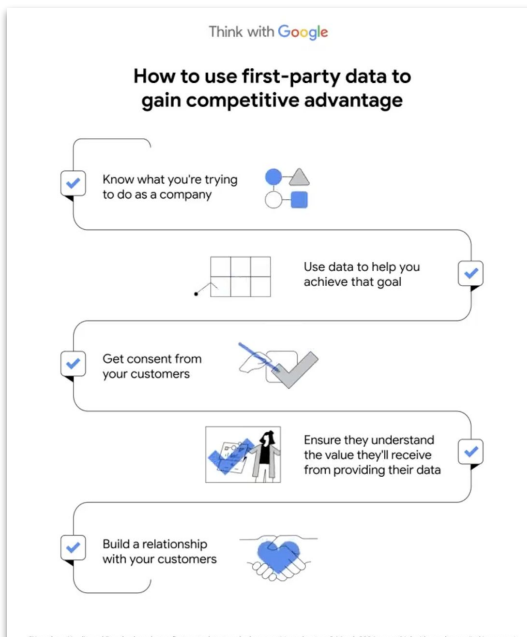 Think with Google
How to use first-party data to
gain competitive advantage
Know what you're trying
to do as a company
Use data to help you
achieve that goal
Get consent from
your customers
Ensure they understand
the value they'll receive
from providing their data
Build a relationship
with your customers